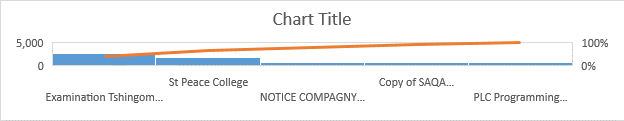 Chart Title
5,000
0
100%
0%
St Peace College
Copy of SAQA...
Examination Tshingom...
NOTICE COMPAGNY...
PLC Programming...